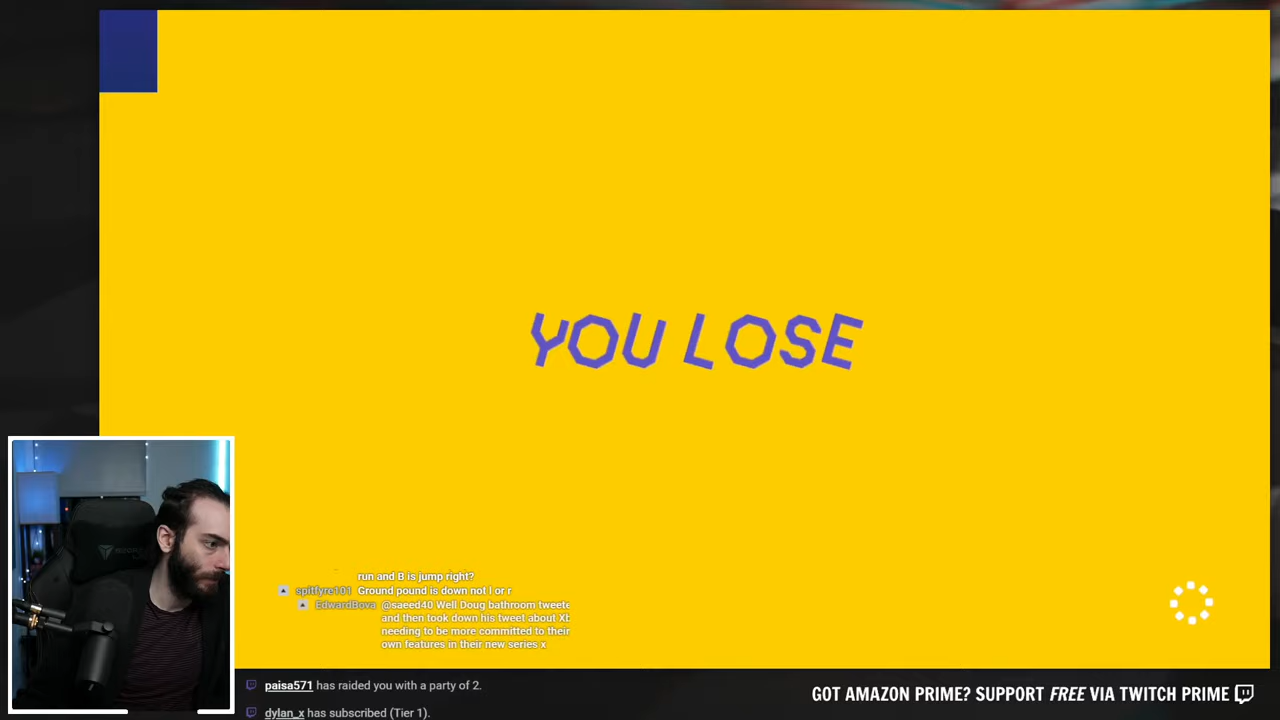 YOU LOSE
run and B is jump right?
spitfyre101 Ground pound is down not l or r
EdwardBova @saeed40 Well Doug bathroom tweete
and then took down his tweet about Xb
needing to be more committed to their
own features in their new series x
paisa571 has raided you with a party of 2.
dylan_x has subscribed (Tier 1).
GOT AMAZON PRIME? SUPPORT FREE VIA TWITCH PRIME